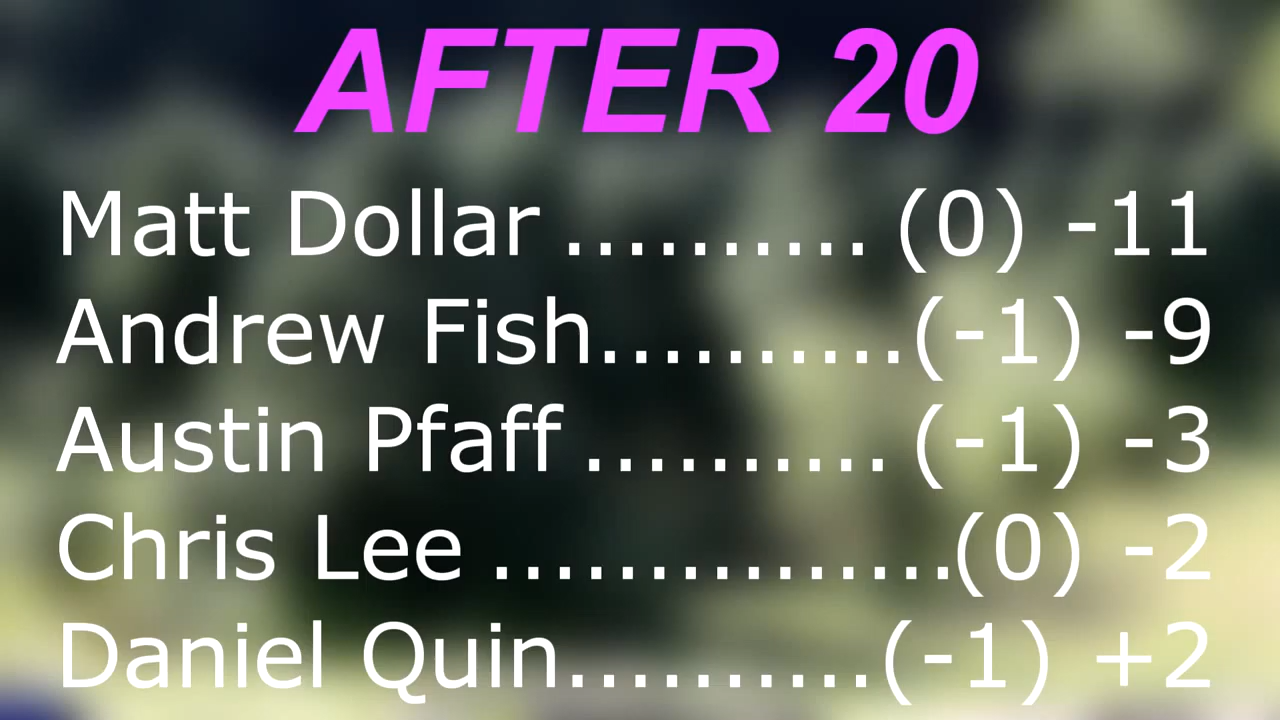 AFTER 20
Matt Dollar .......... (0) -11
Andrew Fish..........(-1) -9
Austin Pfaff .......... (-1) -3
Chris Lee ...............(0) -2
Daniel Quin..........(-1) +2